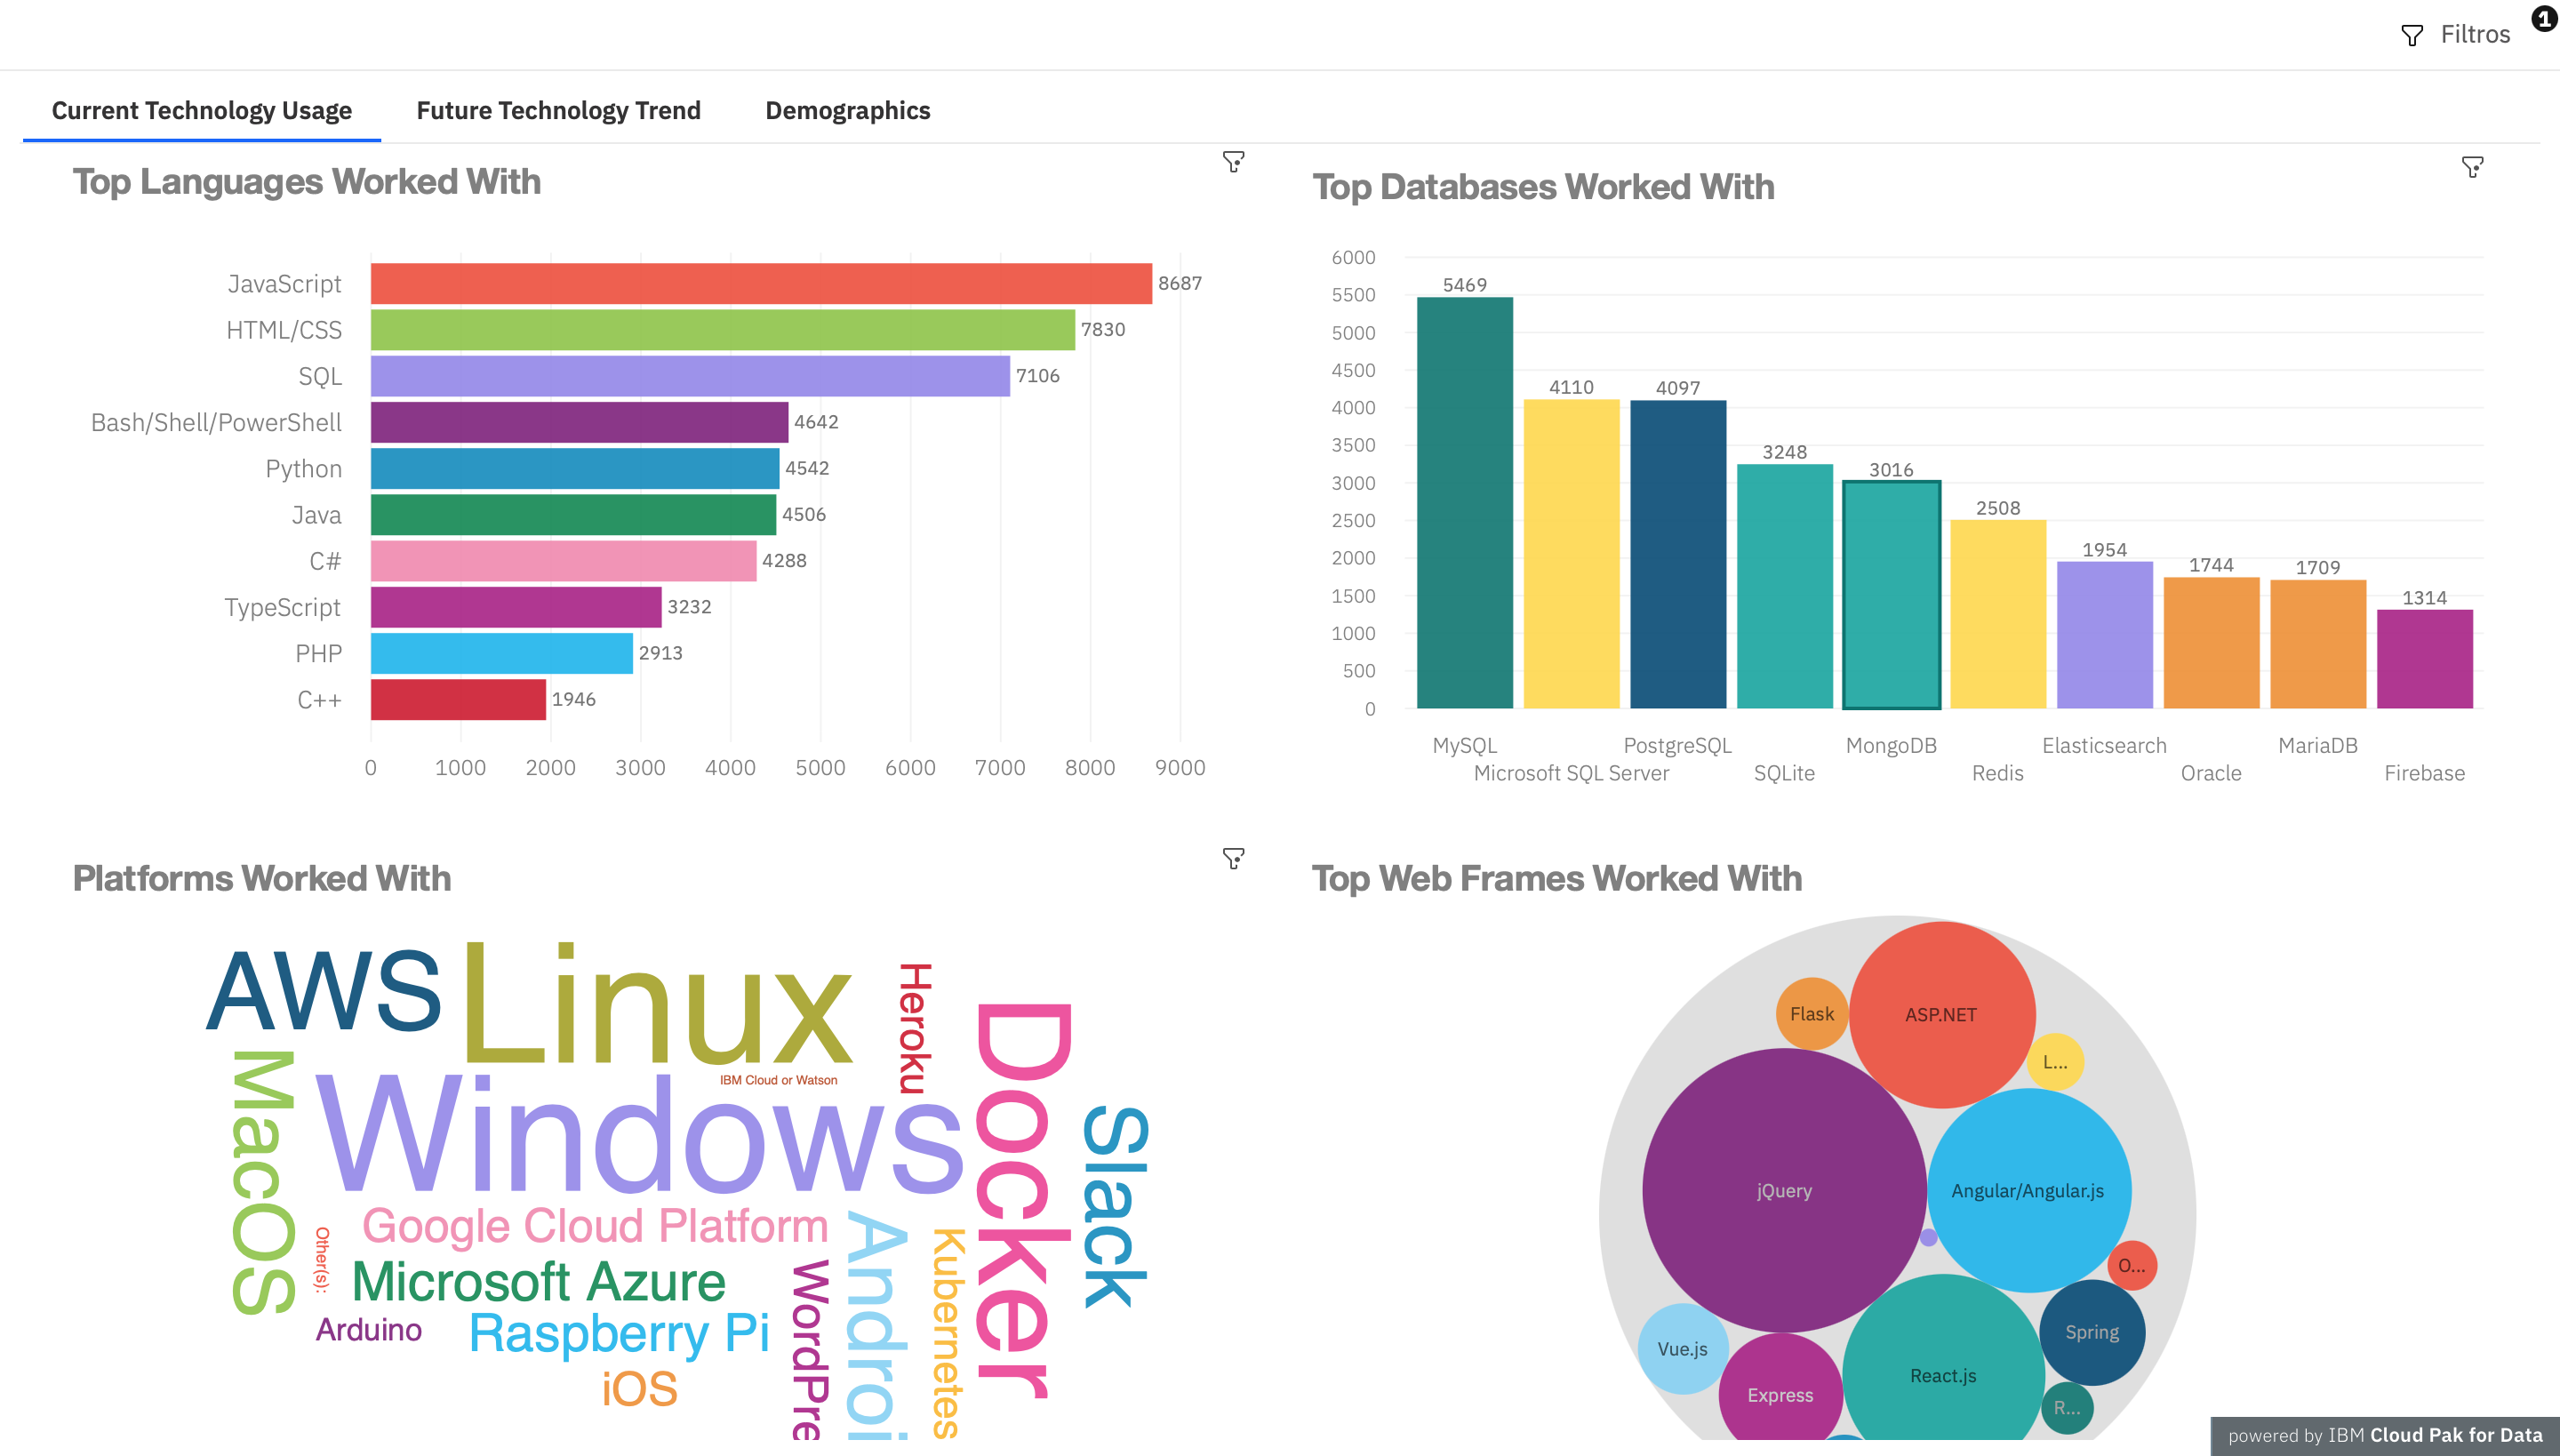 Filtros
1
Current Technology Usage
Future Technology Trend
Demographics
Top Languages Worked With
JavaScript 8687
HTML/CSS 7830
SQL 7106
Bash/Shell/PowerShell 4642
Python 4542
Java 4506
C# 4288
TypeScript 3232
PHP 2913
C++ 1946
0 1000 2000 3000 4000 5000 6000 7000 8000 9000
Top Databases Worked With
6000
5500
5000
4500
4000
3500
3000
2500
2000
1500
1000
500
0
5469
4110
4097
3248
3016
2508
1954
1744
1709
1314
MySQL PostgreSQL MongoDB Elasticsearch MariaDB
Microsoft SQL Server SQLite Redis Oracle Firebase
Platforms Worked With
AWS
Linux
Heroku
Docker
IBM Cloud or Watson
MacOS
Windows
Slack
Google Cloud Platform
Other(s):
Microsoft Azure
WordPre
Androi
Kubernetes
Arduino
Raspberry Pi
iOS
Top Web Frames Worked With
Flask
ASP.NET
L...
jQuery
Angular/Angular.js
O...
Spring
Vue.js
React.js
Express
R...
powered by IBM Cloud Pak for Data